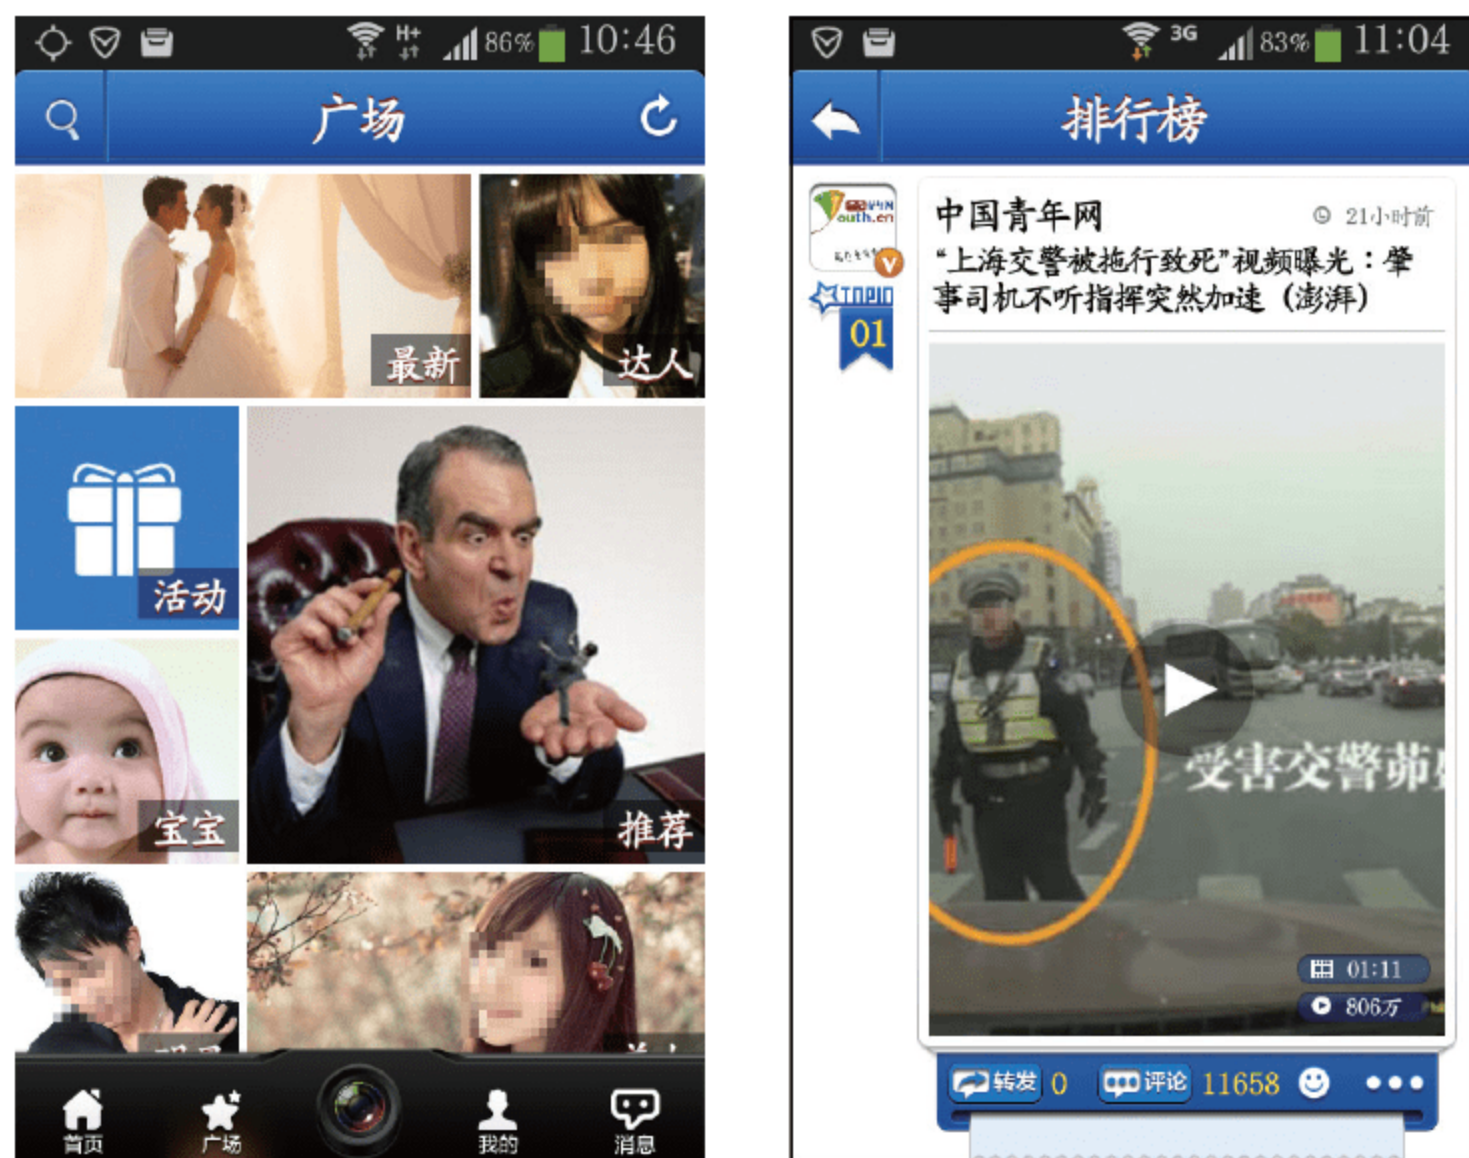 H+
86%
10:46
广场
最新
达人
活动
宝宝
推荐
首页
广场
我的
消息
3G
83%
11:04
排行榜
outh.cn
V
TOPIC
01
中国青年网
21小时前
“上海交警被拖行致死”视频曝光：肇
事司机不听指挥突然加速（澎湃）
受害交警茆
01:11
806万
转发 0
评论 11658